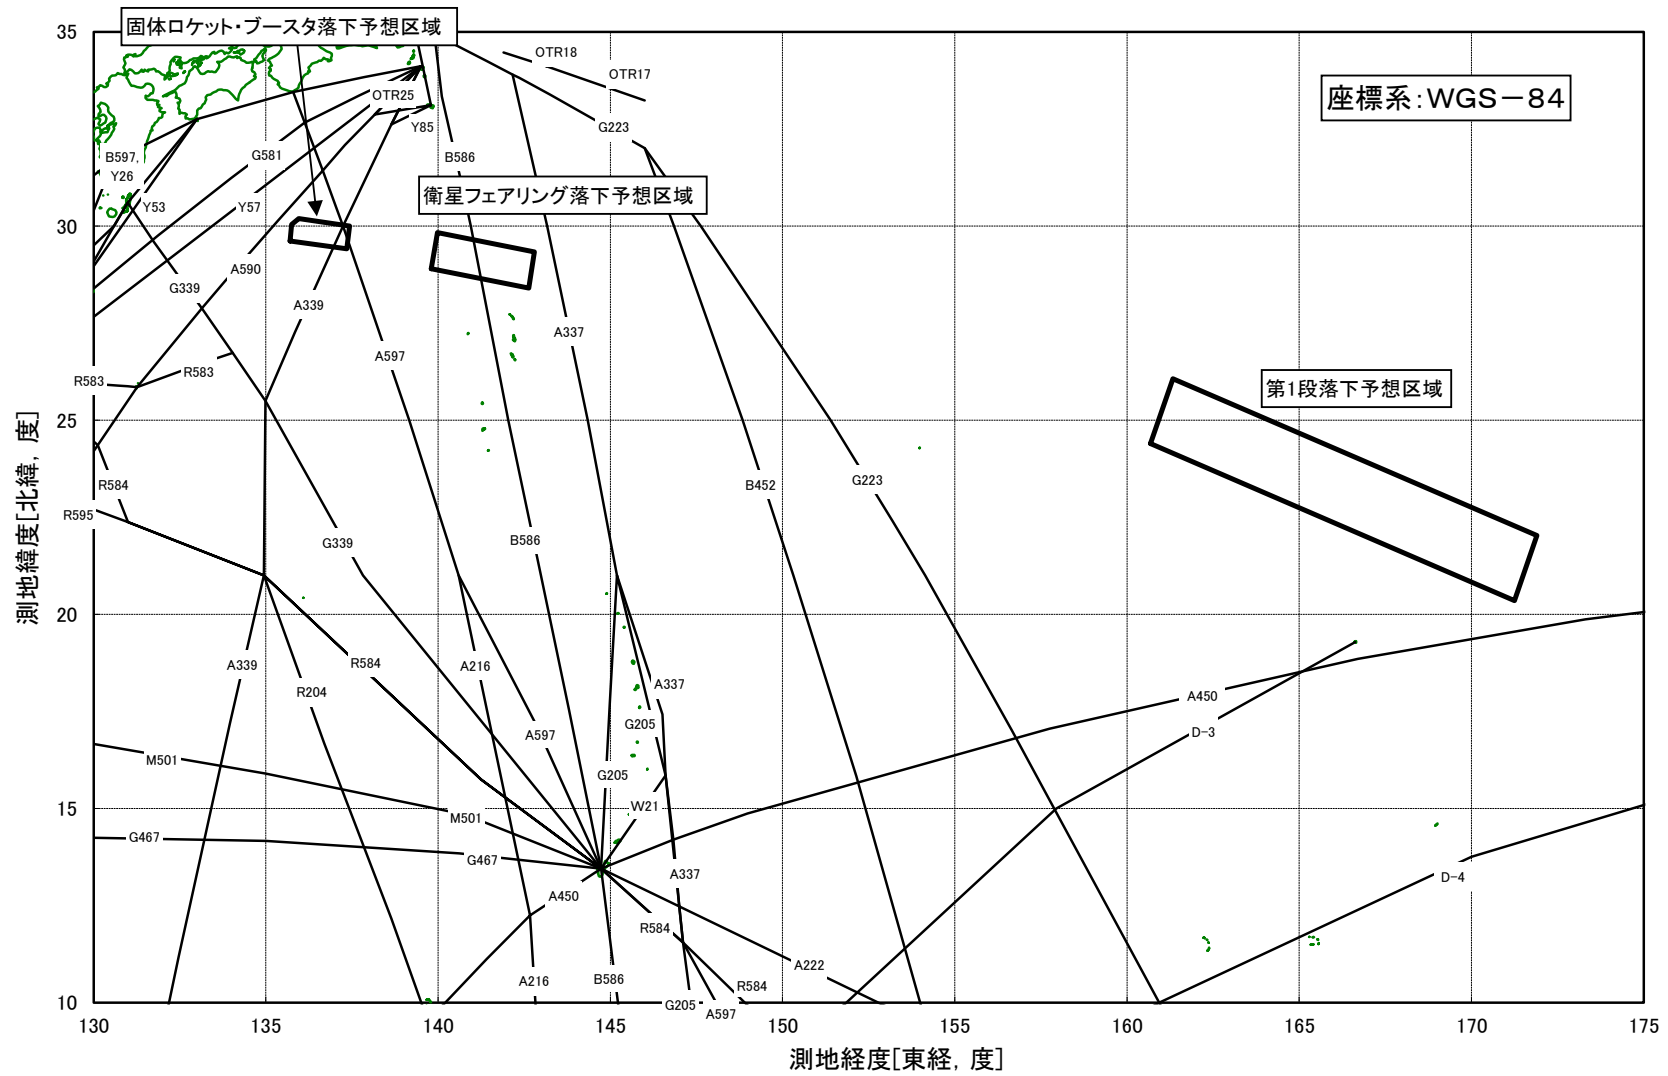 固体ロケット・ブースタ落下予想区域
35
OTR18
OTR17
座標系：WGS－84
OTR25
G223
Y85
B597,
Y26
G581
B586
衛星フェアリング落下予想区域
Y53
Y57
30
A590
G339
A339
A337
A597
R583
R583
第1段落下予想区域
25
測地緯度[北緯, 度]
R584
B452
G223
R595
G339
B586
20
A339
R584
A216
R204
A337
A450
G205
D-3
A597
M501
G205
W21
15
M501
G467
G467
A337
D-4
A450
R584
A222
A216
B586
R584
G205
A597
10
130
135
140
145
150
155
160
165
170
175
測地経度[東経, 度]